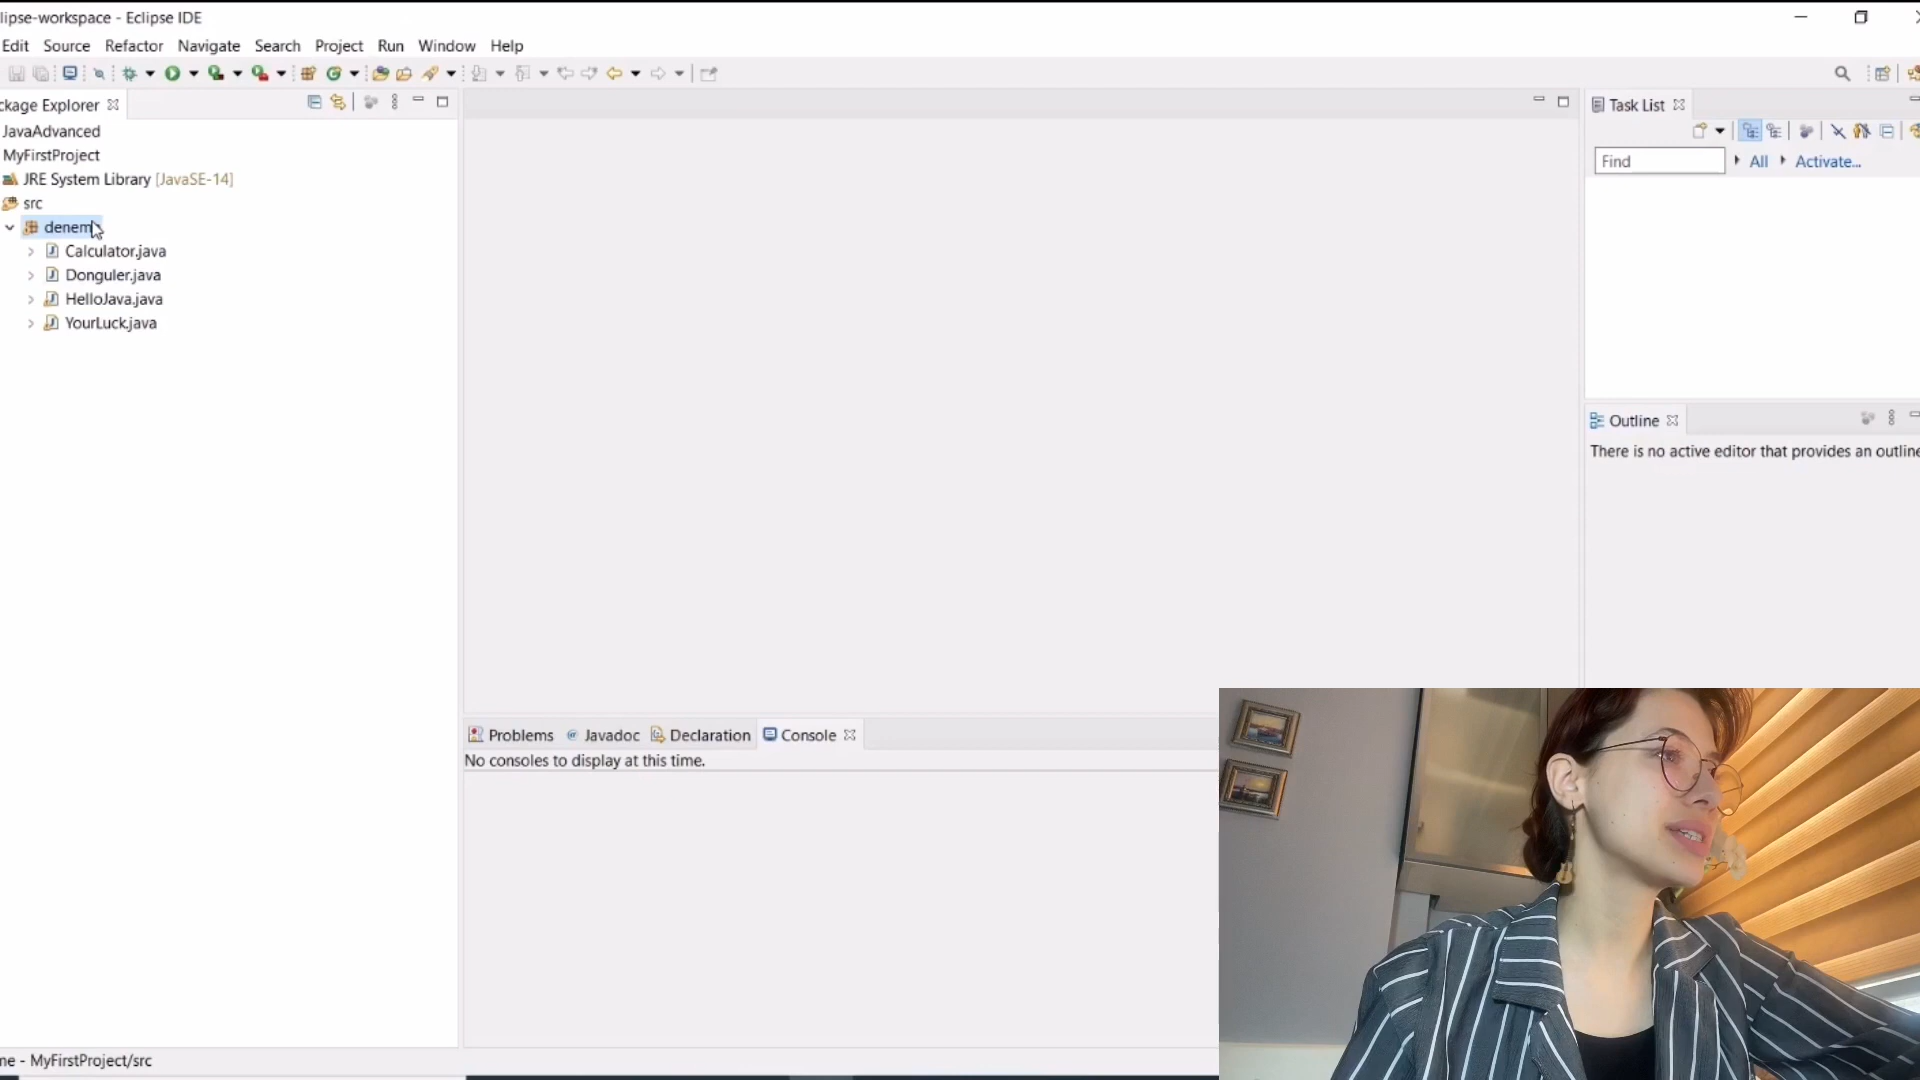 lipse-workspace - Eclipse IDE
Edit Source Refactor Navigate Search Project Run Window Help
ckage Explorer
Task List
JavaAdvanced
MyFirstProject
Find All Activate...
JRE System Library [JavaSE-14]
src
denem
Calculator.java
Donguler.java
HelloJava.java
YourLuck.java
Outline
There is no active editor that provides an outline
Problems Javadoc Declaration Console
No consoles to display at this time.
me - MyFirstProject/src